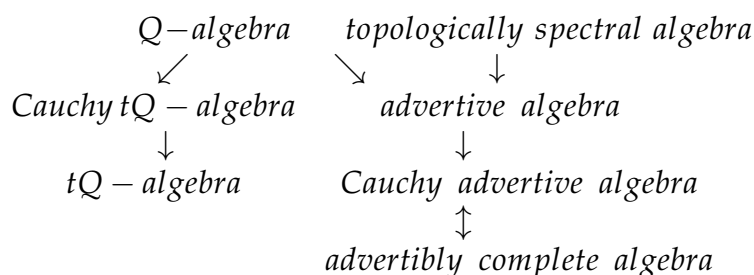 Q−algebra topologically spectral algebra
↙ ↘ ↓
Cauchy tQ − algebra advertive algebra
↓ ↓
tQ − algebra Cauchy advertive algebra
↕
advertibly complete algebra